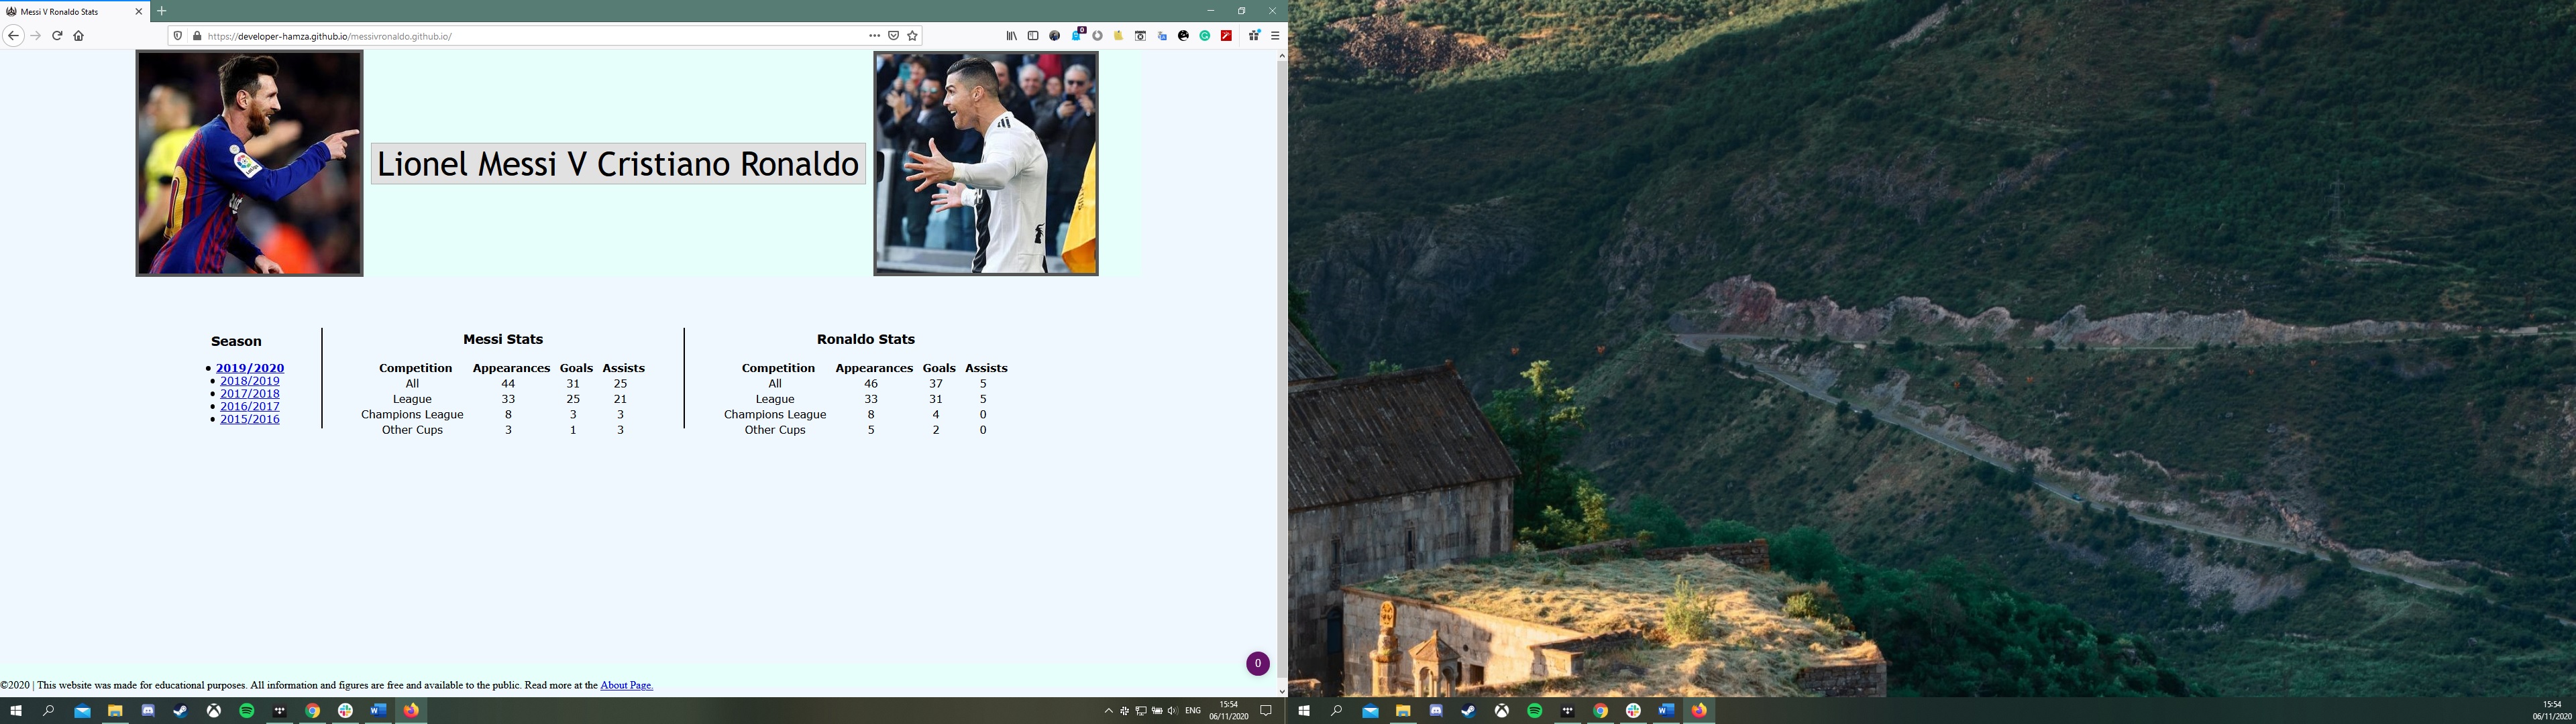 Messi V Ronaldo Stats
https://developer-hamza.github.io/messivronaldo.github.io/
0
Lionel Messi V Cristiano Ronaldo
Season
2019/2020
2018/2019
2017/2018
2016/2017
2015/2016
Messi Stats
Competition Appearances Goals Assists
All 44 31 25
League 33 25 21
Champions League 8 3 3
Other Cups 3 1 3
Ronaldo Stats
Competition Appearances Goals Assists
All 46 37 5
League 33 31 5
Champions League 8 4 0
Other Cups 5 2 0
0
©2020 | This website was made for educational purposes. All information and figures are free and available to the public. Read more at the About Page.
ENG
15:54
06/11/2020
15:54
06/11/2020